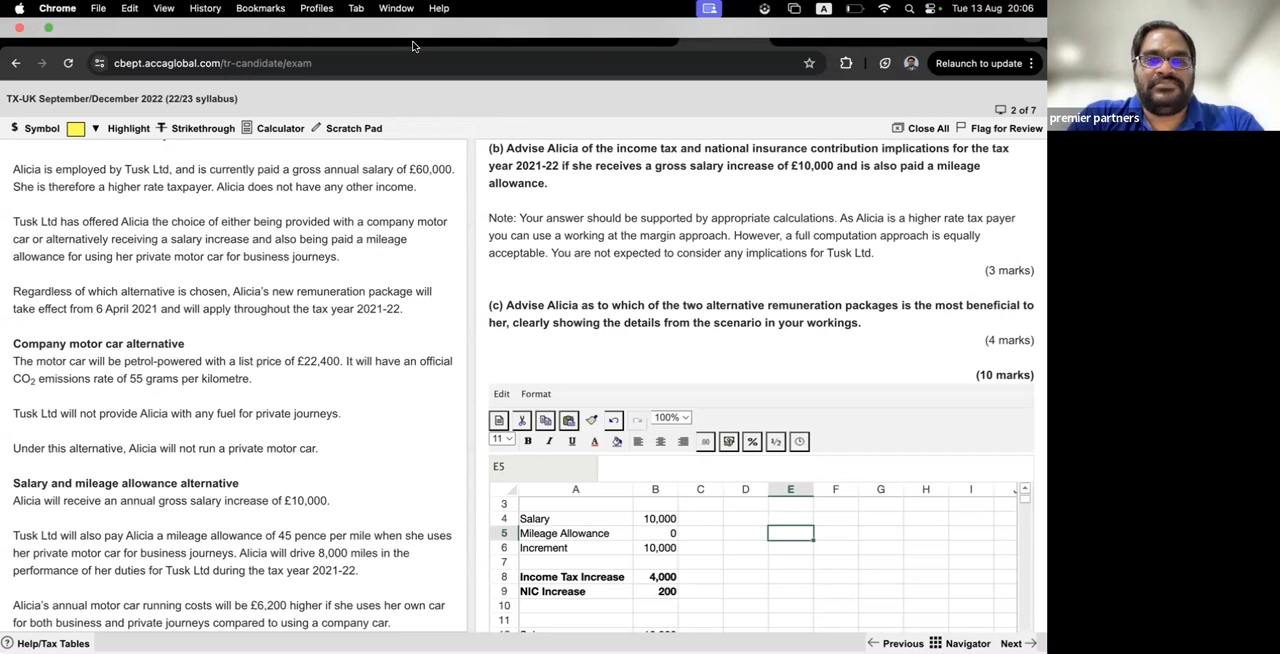 Chrome File Edit View History Bookmarks Profiles Tab Window Help
A
Tue 13 Aug 20:06
cbept.accaglobal.com/tr-candidate/exam
Relaunch to update
TX-UK September/December 2022 (22/23 syllabus)
2 of 7
$ Symbol Highlight Strikethrough Calculator Scratch Pad
Close All Flag for Review
Alicia is employed by Tusk Ltd, and is currently paid a gross annual salary of £60,000.
She is therefore a higher rate taxpayer. Alicia does not have any other income.
Tusk Ltd has offered Alicia the choice of either being provided with a company motor
car or alternatively receiving a salary increase and also being paid a mileage
allowance for using her private motor car for business journeys.
Regardless of which alternative is chosen, Alicia's new remuneration package will
take effect from 6 April 2021 and will apply throughout the tax year 2021-22.
Company motor car alternative
The motor car will be petrol-powered with a list price of £22,400. It will have an official
CO2 emissions rate of 55 grams per kilometre.
Tusk Ltd will not provide Alicia with any fuel for private journeys.
Under this alternative, Alicia will not run a private motor car.
Salary and mileage allowance alternative
Alicia will receive an annual gross salary increase of £10,000.
Tusk Ltd will also pay Alicia a mileage allowance of 45 pence per mile when she uses
her private motor car for business journeys. Alicia will drive 8,000 miles in the
performance of her duties for Tusk Ltd during the tax year 2021-22.
Alicia's annual motor car running costs will be £6,200 higher if she uses her own car
for both business and private journeys compared to using a company car.
(b) Advise Alicia of the income tax and national insurance contribution implications for the tax
year 2021-22 if she receives a gross salary increase of £10,000 and is also paid a mileage
allowance.
Note: Your answer should be supported by appropriate calculations. As Alicia is a higher rate tax payer
you can use a working at the margin approach. However, a full computation approach is equally
acceptable. You are not expected to consider any implications for Tusk Ltd.
(3 marks)
(c) Advise Alicia as to which of the two alternative remuneration packages is the most beneficial to
her, clearly showing the details from the scenario in your workings.
(4 marks)
(10 marks)
Edit Format
100%
11 B I U A % 1/2
E5
A B C D E F G H I
3
4 Salary 10,000
5 Mileage Allowance 0
6 Increment 10,000
7
8 Income Tax Increase 4,000
9 NIC Increase 200
10
11
Help/Tax Tables
Previous Navigator Next
premier partners